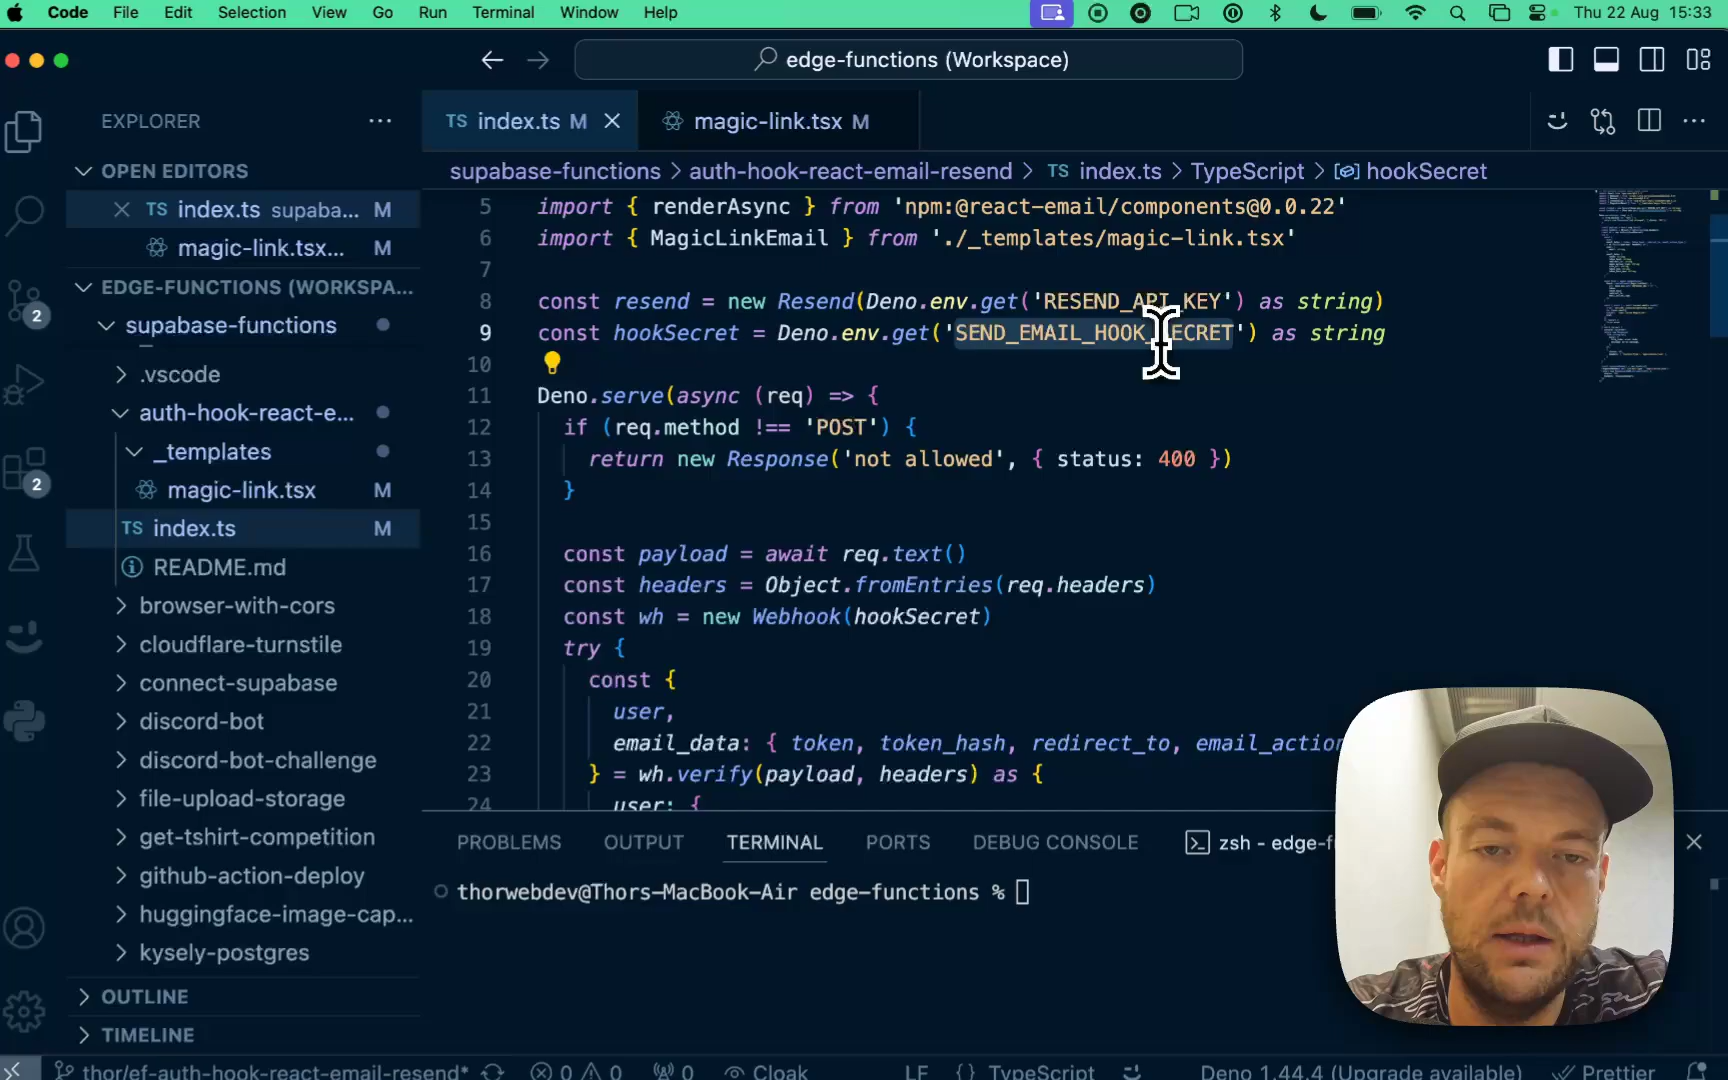 Code File Edit Selection View Go Run Terminal Window Help Thu 22 Aug 15:33
edge-functions (Workspace)
EXPLORER
TS index.ts M
magic-link.tsx M
OPEN EDITORS
supabase-functions > auth-hook-react-email-resend > TS index.ts > TypeScript > hookSecret
TS index.ts supaba... M
magic-link.tsx... M
EDGE-FUNCTIONS (WORKSPA...
supabase-functions
.vscode
auth-hook-react-e...
_templates
magic-link.tsx M
TS index.ts M
README.md
browser-with-cors
cloudflare-turnstile
connect-supabase
discord-bot
discord-bot-challenge
file-upload-storage
get-tshirt-competition
github-action-deploy
huggingface-image-cap...
kysely-postgres
OUTLINE
TIMELINE
2
2
5 import { renderAsync } from 'npm:@react-email/components@0.0.22'
6 import { MagicLinkEmail } from './_templates/magic-link.tsx'
7
8 const resend = new Resend(Deno.env.get('RESEND_API_KEY') as string)
9 const hookSecret = Deno.env.get('SEND_EMAIL_HOOK_SECRET') as string
10
11 Deno.serve(async (req) => {
12 if (req.method !== 'POST') {
13 return new Response('not allowed', { status: 400 })
14 }
15
16 const payload = await req.text()
17 const headers = Object.fromEntries(req.headers)
18 const wh = new Webhook(hookSecret)
19 try {
20 const {
21 user,
22 email_data: { token, token_hash, redirect_to, email_action
23 } = wh.verify(payload, headers) as {
24 user: {
PROBLEMS OUTPUT TERMINAL PORTS DEBUG CONSOLE zsh - edge-f
thorwebdev@Thors-MacBook-Air edge-functions %
thor/ef-auth-hook-react-email-resend* 0 0 0 Cloak LF {} TypeScript Deno 1.44.4 (Upgrade available) Prettier